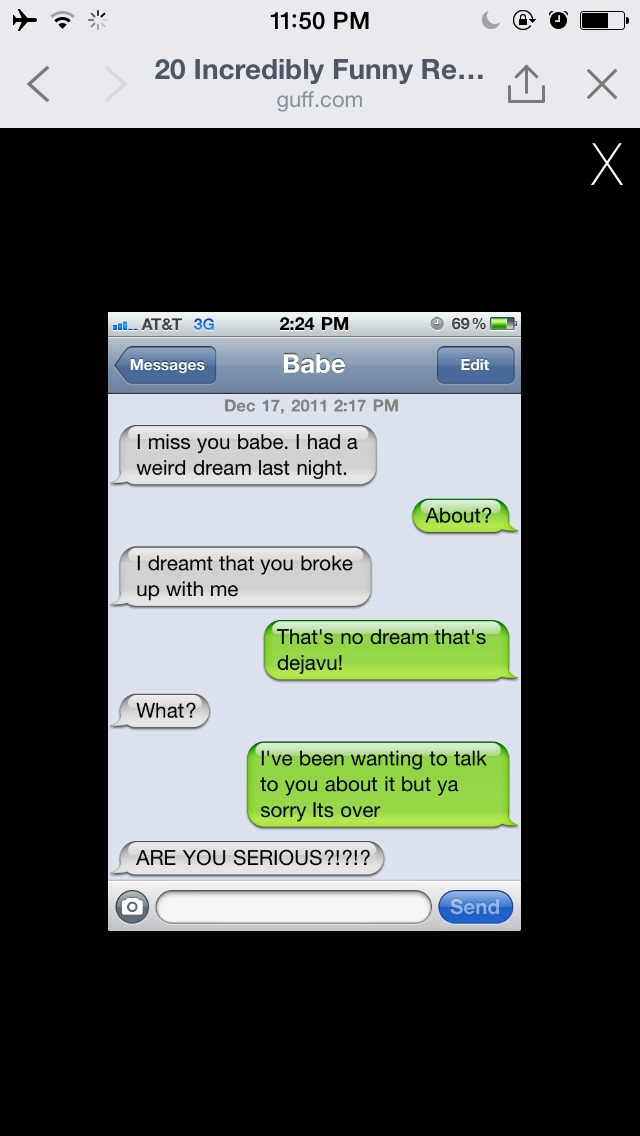 11:50 PM
20 Incredibly Funny Re...
guff.com
X
AT&T 3G 2:24 PM 69%
Messages Babe Edit
Dec 17, 2011 2:17 PM
I miss you babe. I had a
weird dream last night.
About?
I dreamt that you broke
up with me
That's no dream that's
dejavu!
What?
I've been wanting to talk
to you about it but ya
sorry Its over
ARE YOU SERIOUS?!?!?
Send